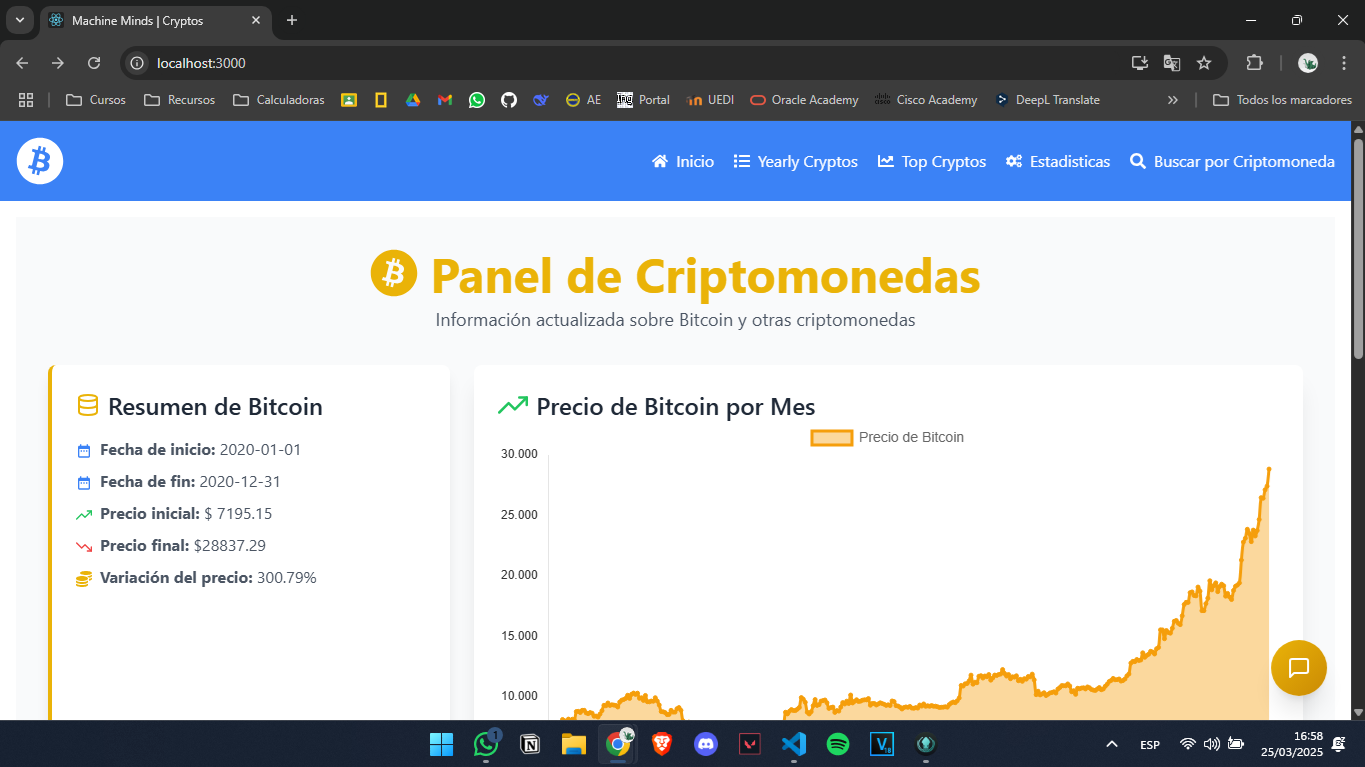 Machine Minds | Cryptos
localhost:3000
Cursos Recursos Calculadoras AE Portal UEDI Oracle Academy Cisco Academy DeepL Translate » Todos los marcadores
Inicio Yearly Cryptos Top Cryptos Estadisticas Buscar por Criptomoneda
Panel de Criptomonedas
Información actualizada sobre Bitcoin y otras criptomonedas
Resumen de Bitcoin
Fecha de inicio: 2020-01-01
Fecha de fin: 2020-12-31
Precio inicial: $ 7195.15
Precio final: $28837.29
Variación del precio: 300.79%
Precio de Bitcoin por Mes
Precio de Bitcoin
30.000
25.000
20.000
15.000
10.000
1
ESP
16:58
25/03/2025